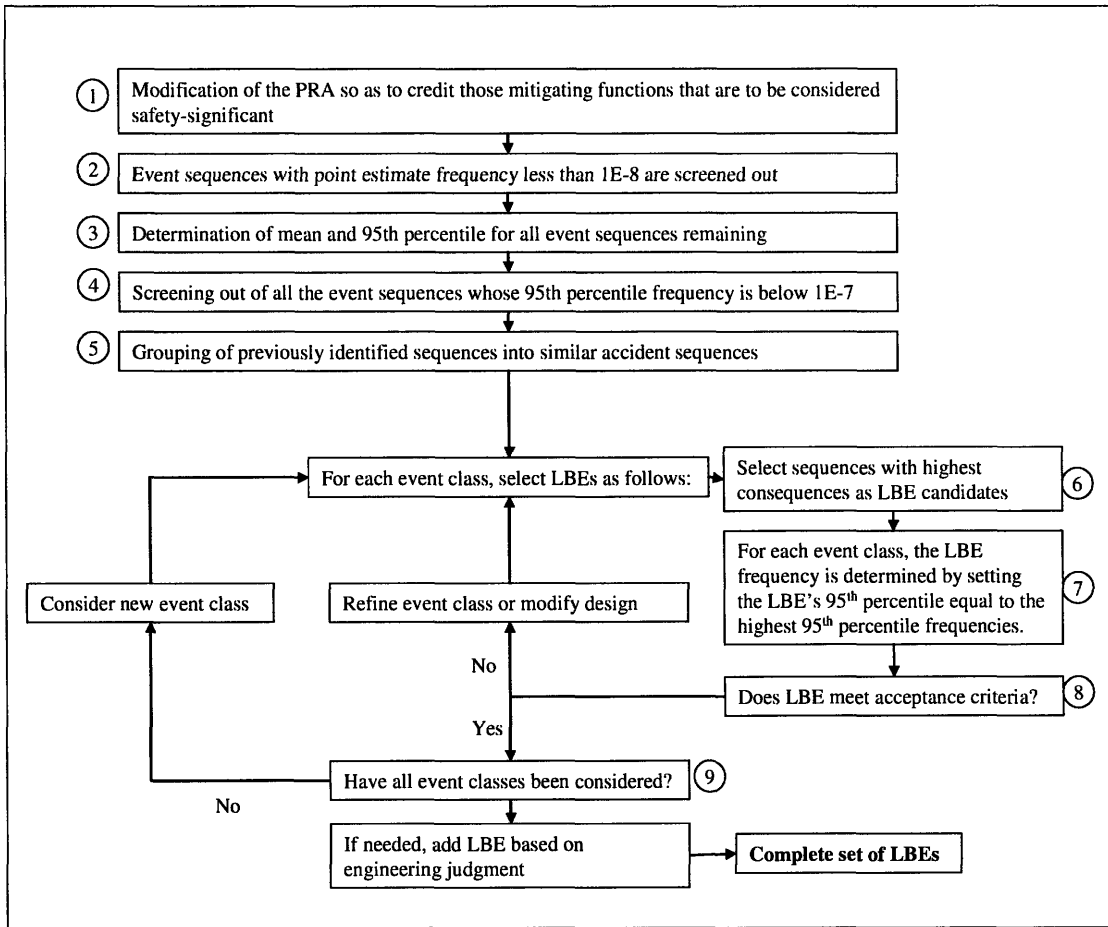 1
Modification of the PRA so as to credit those mitigating functions that are to be considered
safety-significant
2
Event sequences with point estimate frequency less than 1E-8 are screened out
3
Determination of mean and 95th percentile for all event sequences remaining
4
Screening out of all the event sequences whose 95th percentile frequency is below 1E-7
5
Grouping of previously identified sequences into similar accident sequences
For each event class, select LBEs as follows:
Select sequences with highest
consequences as LBE candidates
6
For each event class, the LBE
frequency is determined by setting
the LBE's 95th percentile equal to the
highest 95th percentile frequencies.
7
Consider new event class
Refine event class or modify design
No
Does LBE meet acceptance criteria?
8
Yes
Have all event classes been considered?
9
No
If needed, add LBE based on
engineering judgment
Complete set of LBEs